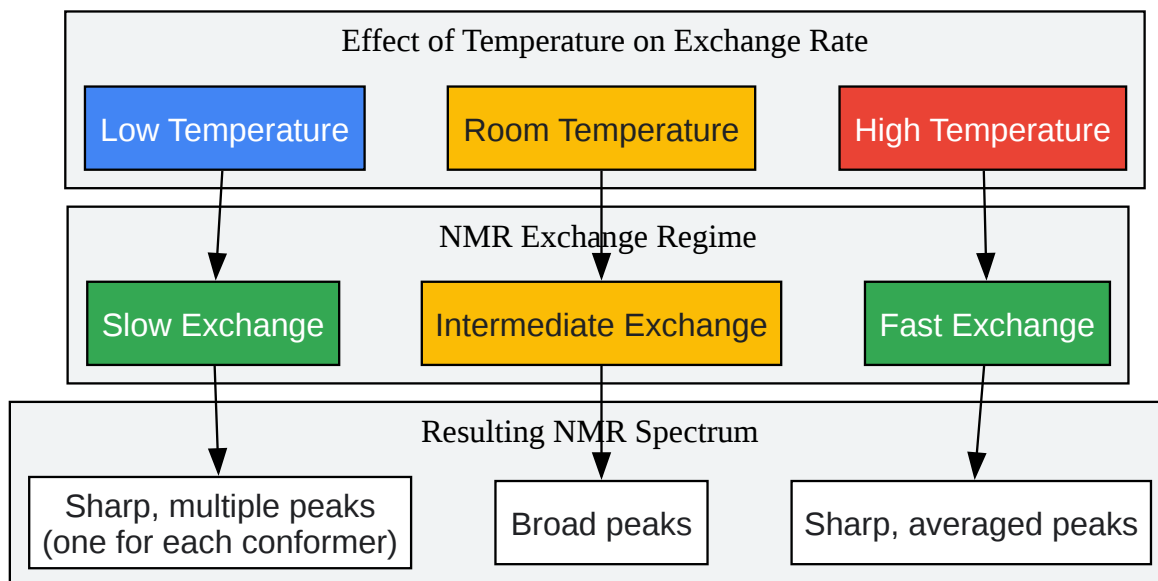 Effect of Temperature on Exchange Rate
Low Temperature
Room Temperature
High Temperature
NMR Exchange Regime
Slow Exchange
Intermediate Exchange
Fast Exchange
Resulting NMR Spectrum
Sharp, multiple peaks
(one for each conformer)
Broad peaks
Sharp, averaged peaks